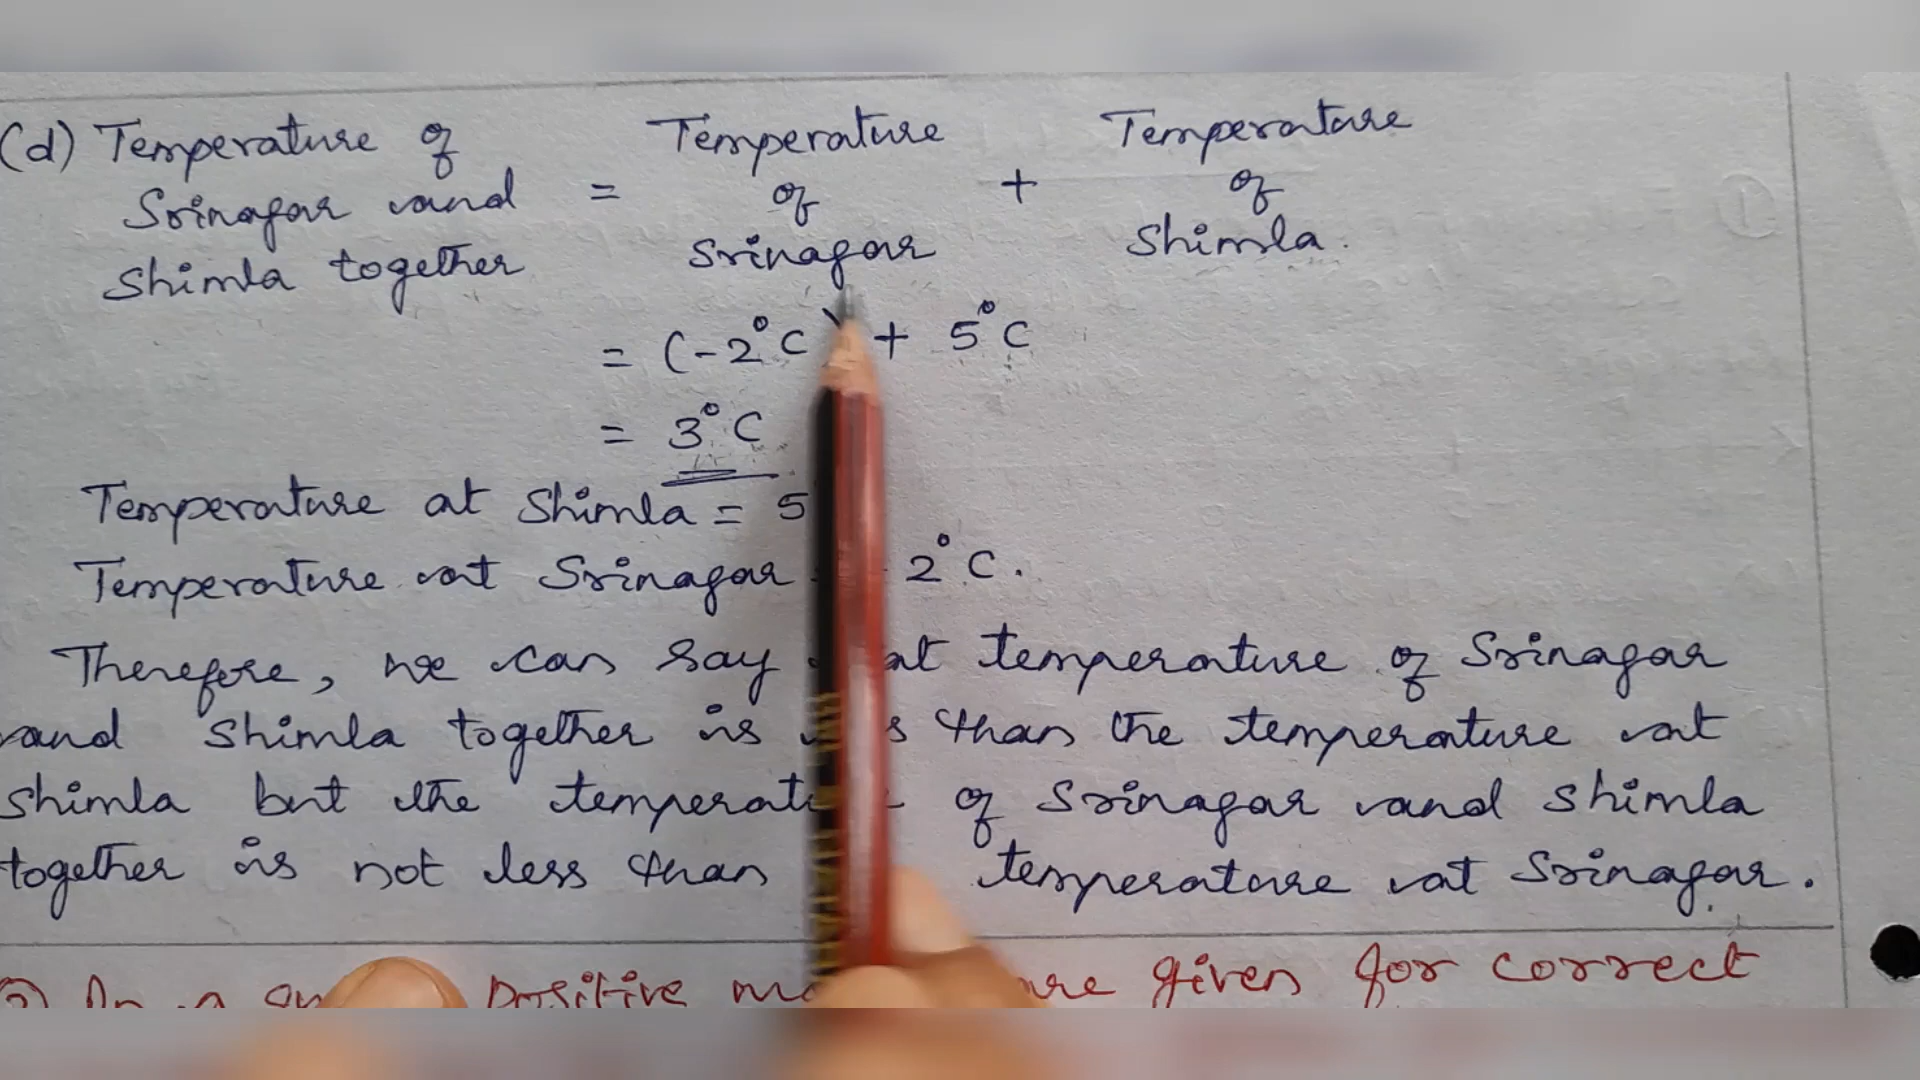 (d) Temperature of Srinagar and Shimla together = Temperature of Srinagar + Temperature of Shimla.
= (-2°C) + 5°C
= 3°C
Temperature at Shimla = 5
Temperature at Srinagar 2°C.
Therefore, we can say temperature of Srinagar
and Shimla together is than the temperature at
Shimla but the of Srinagar and Shimla
together is not less than temperature at Srinagar.
positive given for correct